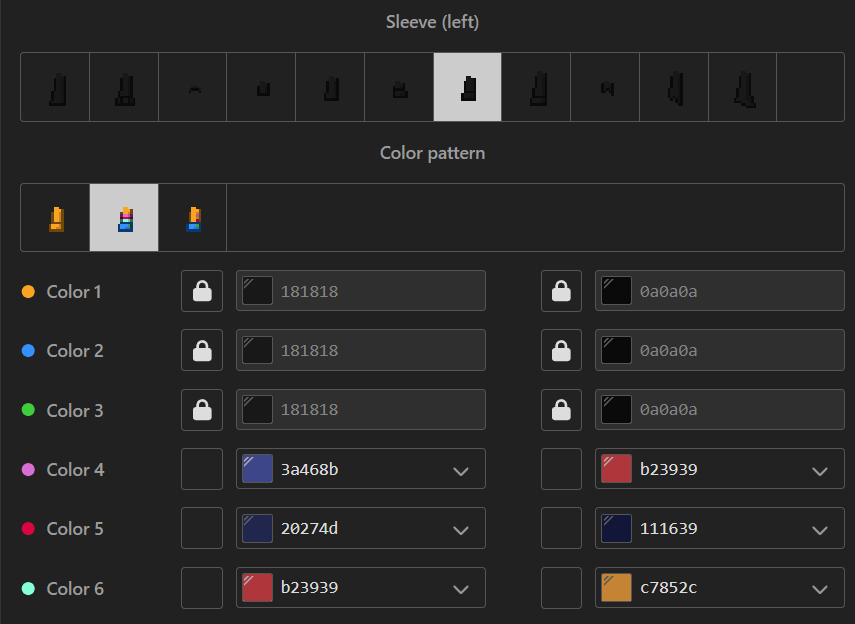 Sleeve (left)
Color pattern
Color 1 181818 0a0a0a
Color 2 181818 0a0a0a
Color 3 181818 0a0a0a
Color 4 3a468b b23939
Color 5 20274d 111639
Color 6 b23939 c7852c